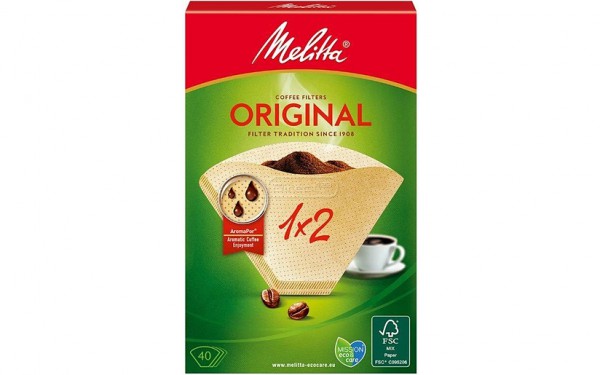 Melitta®
COFFEE FILTERS
ORIGINAL
FILTER TRADITION SINCE 1908
1x2
AromaPor®
Aromatic Coffee
Enjoyment
40
MISSION
eco &
care
www.melitta-ecocare.eu
FSC
MIX
Paper